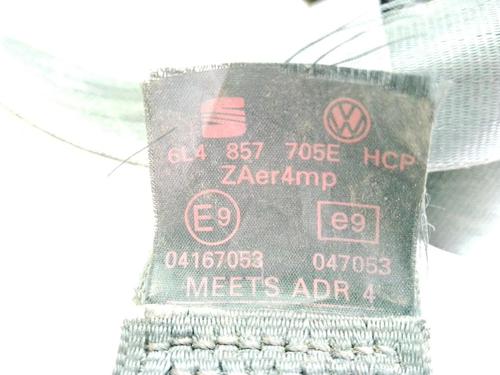 6L4 857 705E HCP
ZAer4mp
E9 e9
04167053 047053
MEETS ADR 4